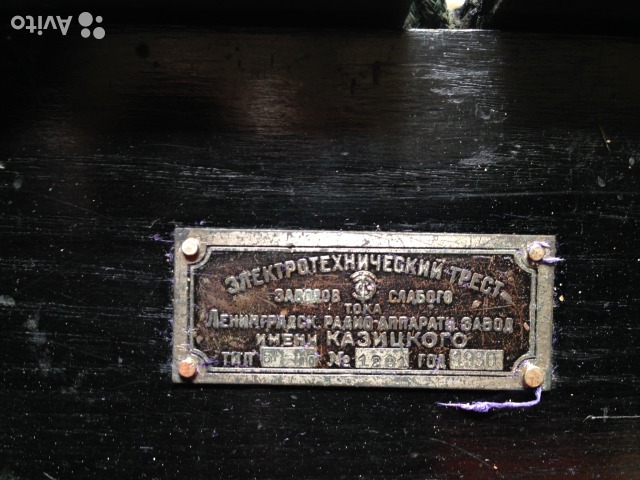 Avito
ЭЛЕКТРОТЕХНИЧЕСКИЙ ТРЕСТ
ЗАВОДОВ СЛАБОГО
ТОКА
ЛЕНИНГРАДСК. РАДИО-АППАРАТН. ЗАВОД
ИМЕНИ КАЗИЦКОГО
ТИП № ГОД